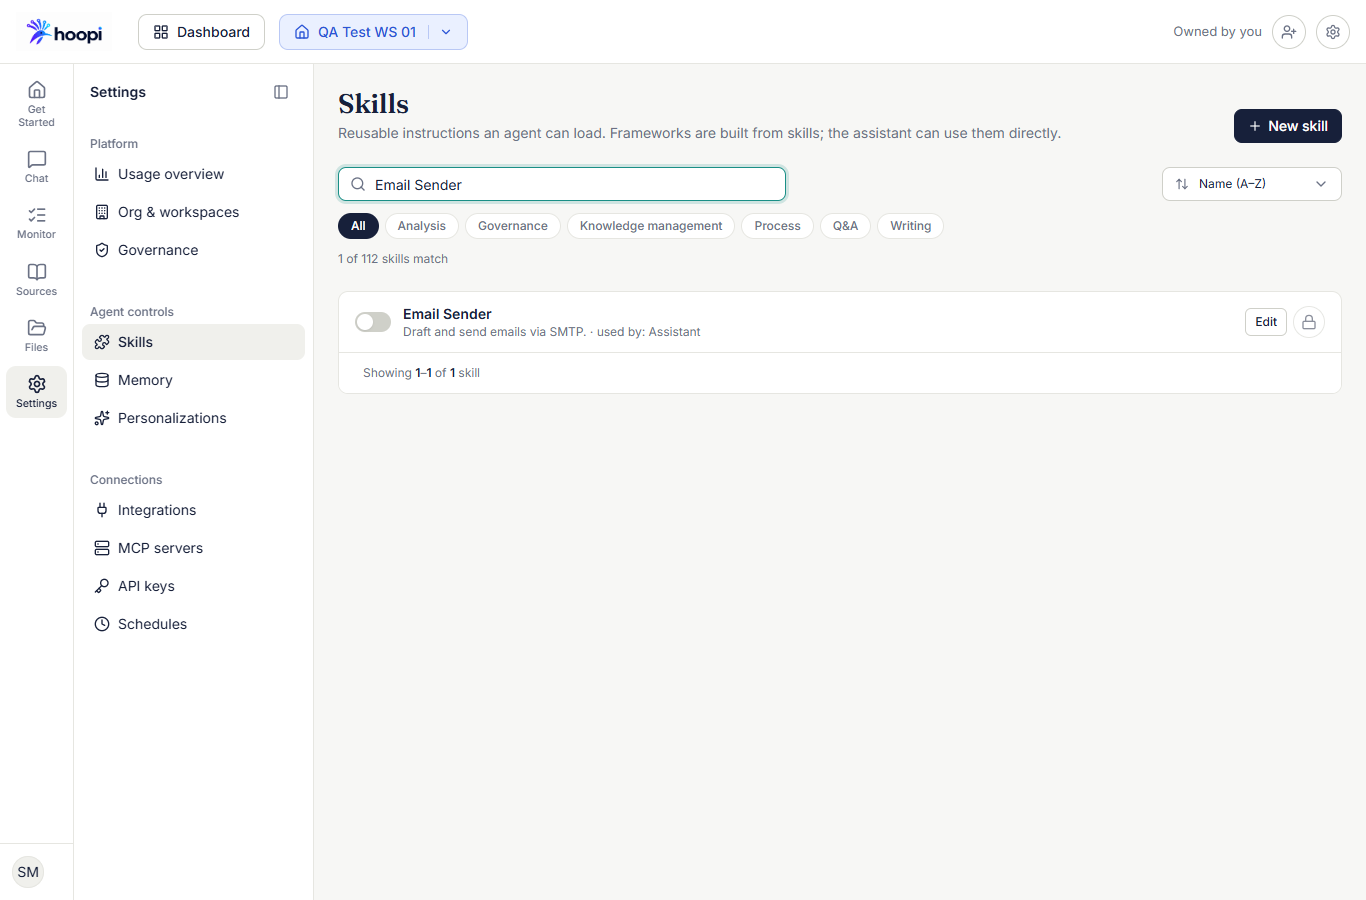 hoopi
Dashboard
QA Test WS 01
Owned by you
Get
Started
Chat
Monitor
Sources
Files
Settings
SM
Settings
Platform
Usage overview
Org & workspaces
Governance
Agent controls
Skills
Memory
Personalizations
Connections
Integrations
MCP servers
API keys
Schedules
Skills
Reusable instructions an agent can load. Frameworks are built from skills; the assistant can use them directly.
+ New skill
Email Sender
Name (A–Z)
All Analysis Governance Knowledge management Process Q&A Writing
1 of 112 skills match
Email Sender
Draft and send emails via SMTP. · used by: Assistant
Edit
Showing 1–1 of 1 skill